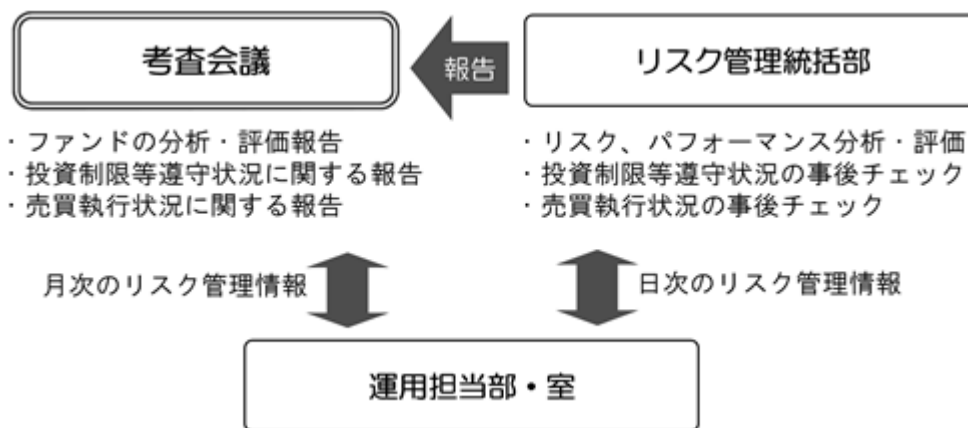 考査会議
報告
リスク管理統括部
・ファンドの分析・評価報告
・投資制限等遵守状況に関する報告
・売買執行状況に関する報告
・リスク、パフォーマンス分析・評価
・投資制限等遵守状況の事後チェック
・売買執行状況の事後チェック
月次のリスク管理情報
日次のリスク管理情報
運用担当部・室